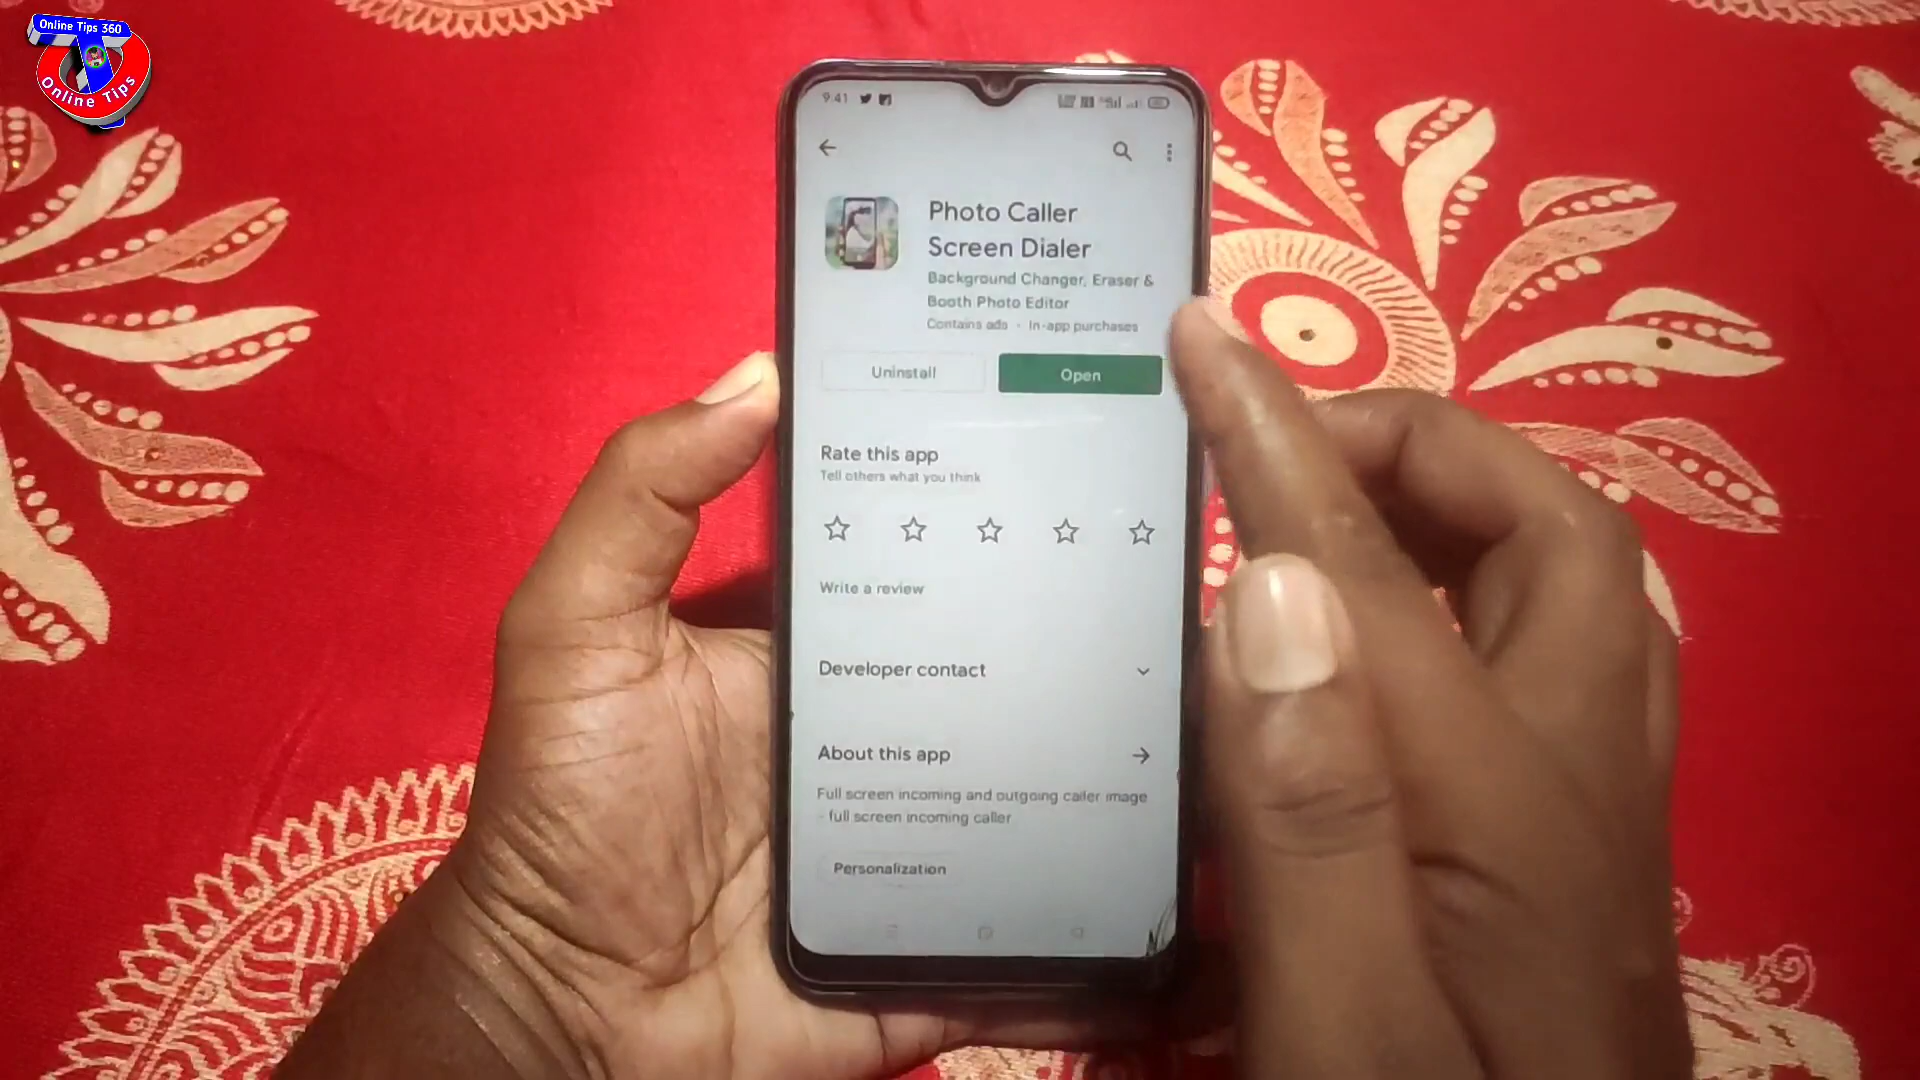 Online Tips 360
Online Tips
9:41
Photo Caller
Screen Dialer
Background Changer, Eraser &
Booth Photo Editor
Contains ads · In-app purchases
Uninstall
Open
Rate this app
Tell others what you think
Write a review
Developer contact
About this app
Full screen incoming and outgoing caller image
- full screen incoming caller
Personalization